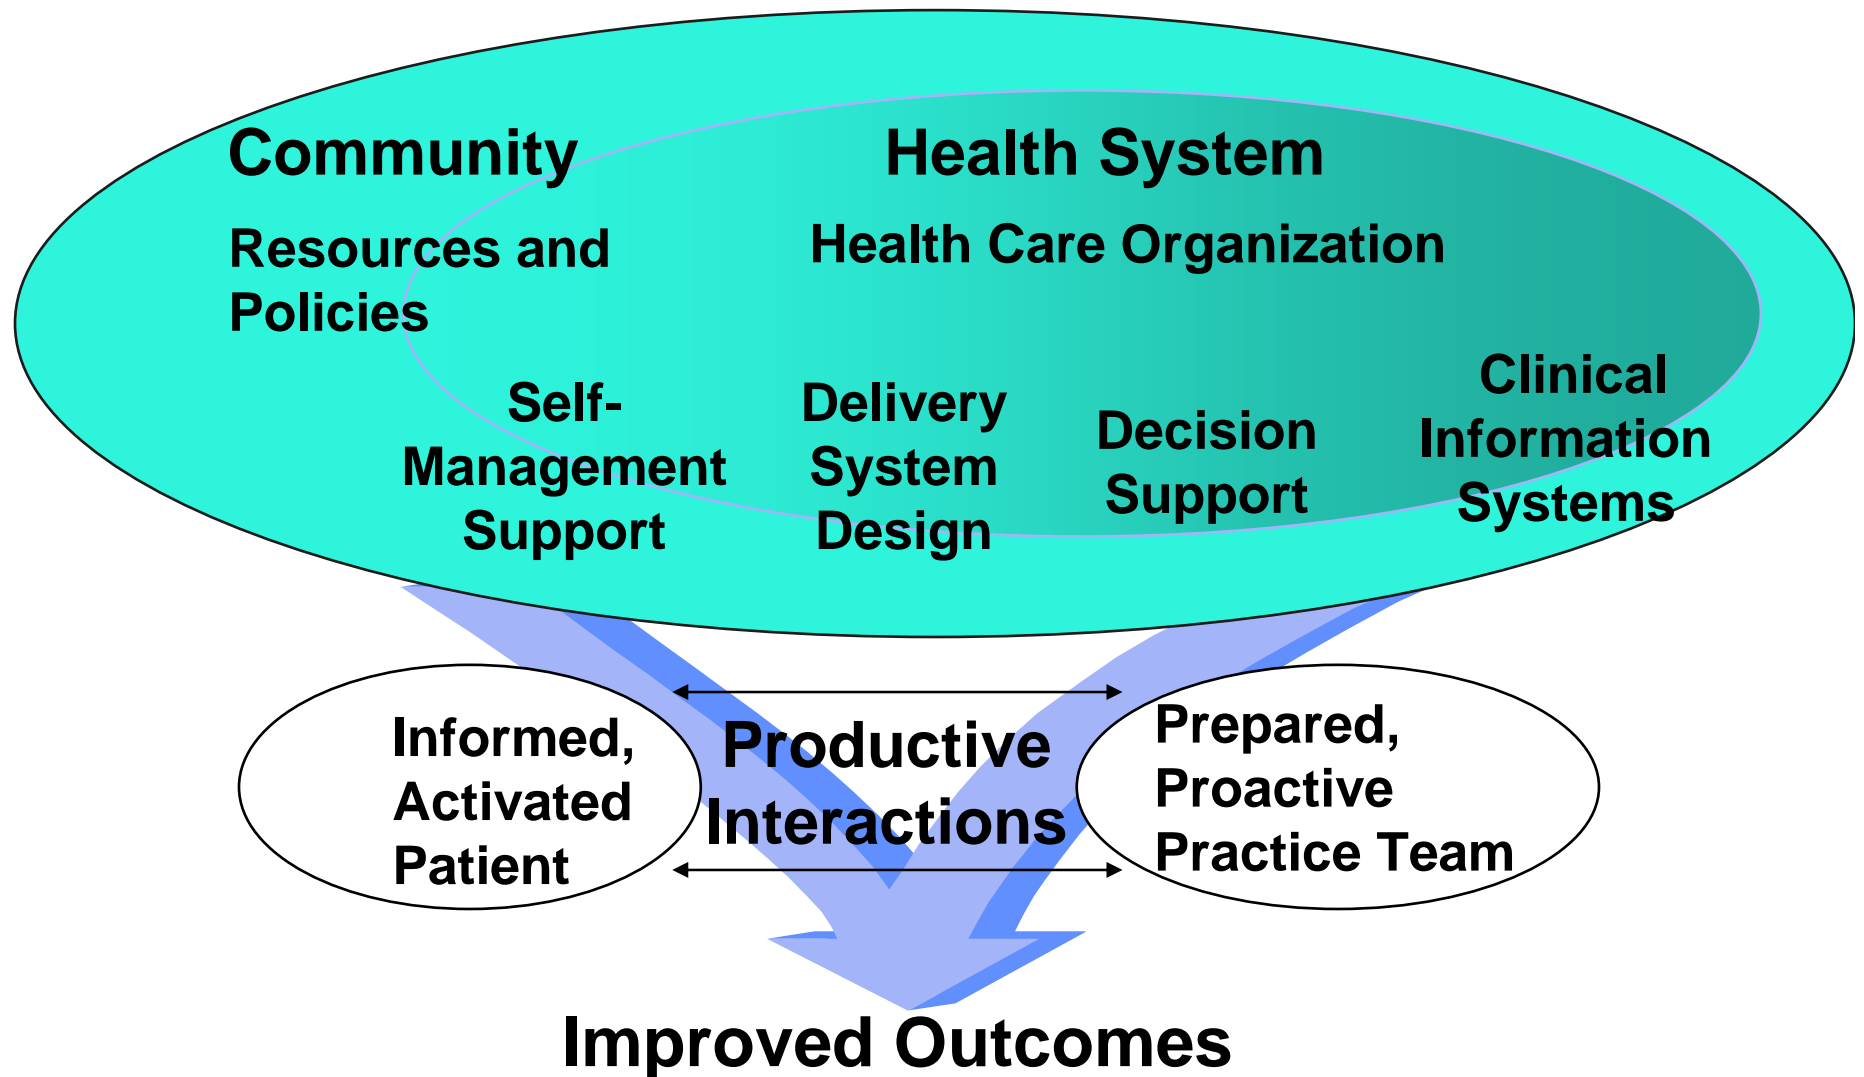 Community
Health System
Resources and
Policies
Health Care Organization
Self-
Management
Support
Delivery
System
Design
Decision
Support
Clinical
Information
Systems
Informed,
Activated
Patient
Productive
Interactions
Prepared,
Proactive
Practice Team
Improved Outcomes